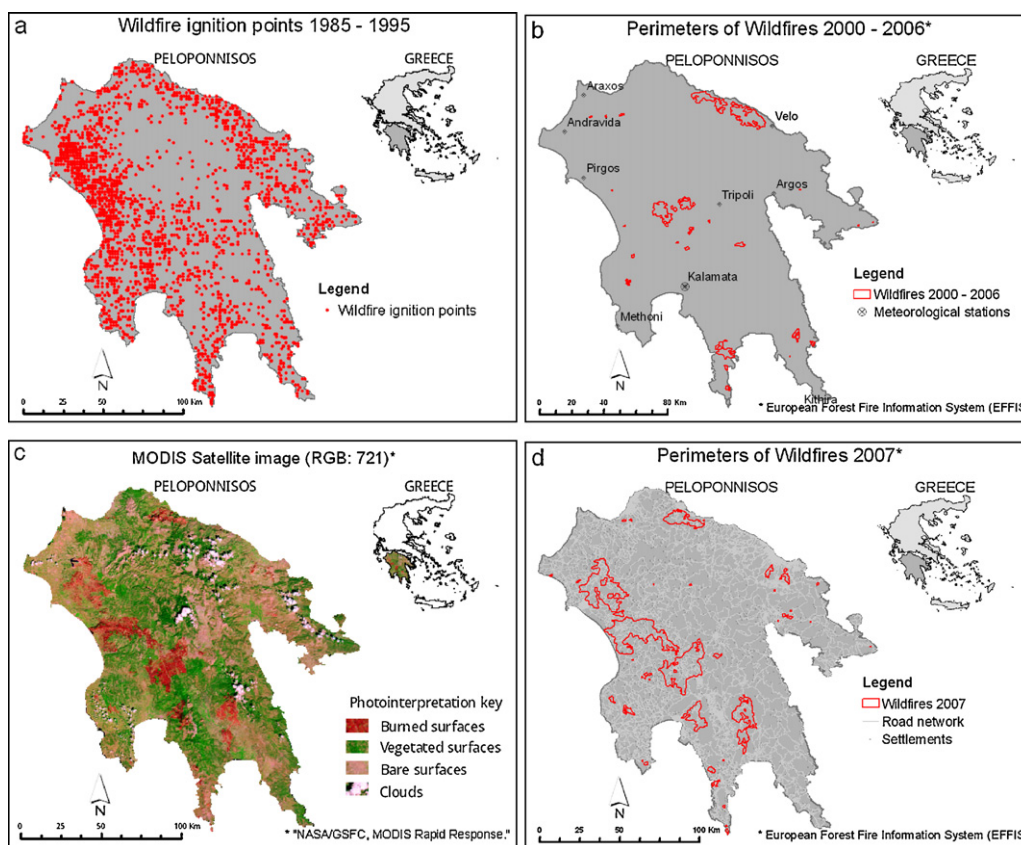 a
Wildfire ignition points 1985 - 1995
PELOPONNISOS
GREECE
Legend
Wildfire ignition points
N
0 25 50 100 Km
b
Perimeters of Wildfires 2000 - 2006*
PELOPONNISOS
GREECE
Araxos
Andravida
Velo
Pirgos
Argos
Tripoli
Kalamata
Methoni
Kithira
Legend
Wildfires 2000 - 2006
Meteorological stations
N
0 20 40 80 Km
* European Forest Fire Information System (EFFIS
c
MODIS Satellite image (RGB: 721)*
PELOPONNISOS
GREECE
Photointerpretation key
Burned surfaces
Vegetated surfaces
Bare surfaces
Clouds
N
0 25 50 100 Km
* "NASA/GSFC, MODIS Rapid Response."
d
Perimeters of Wildfires 2007*
PELOPONNISOS
GREECE
Legend
Wildfires 2007
Road network
Settlements
N
0 25 50 100 Km
* European Forest Fire Information System (EFFIS